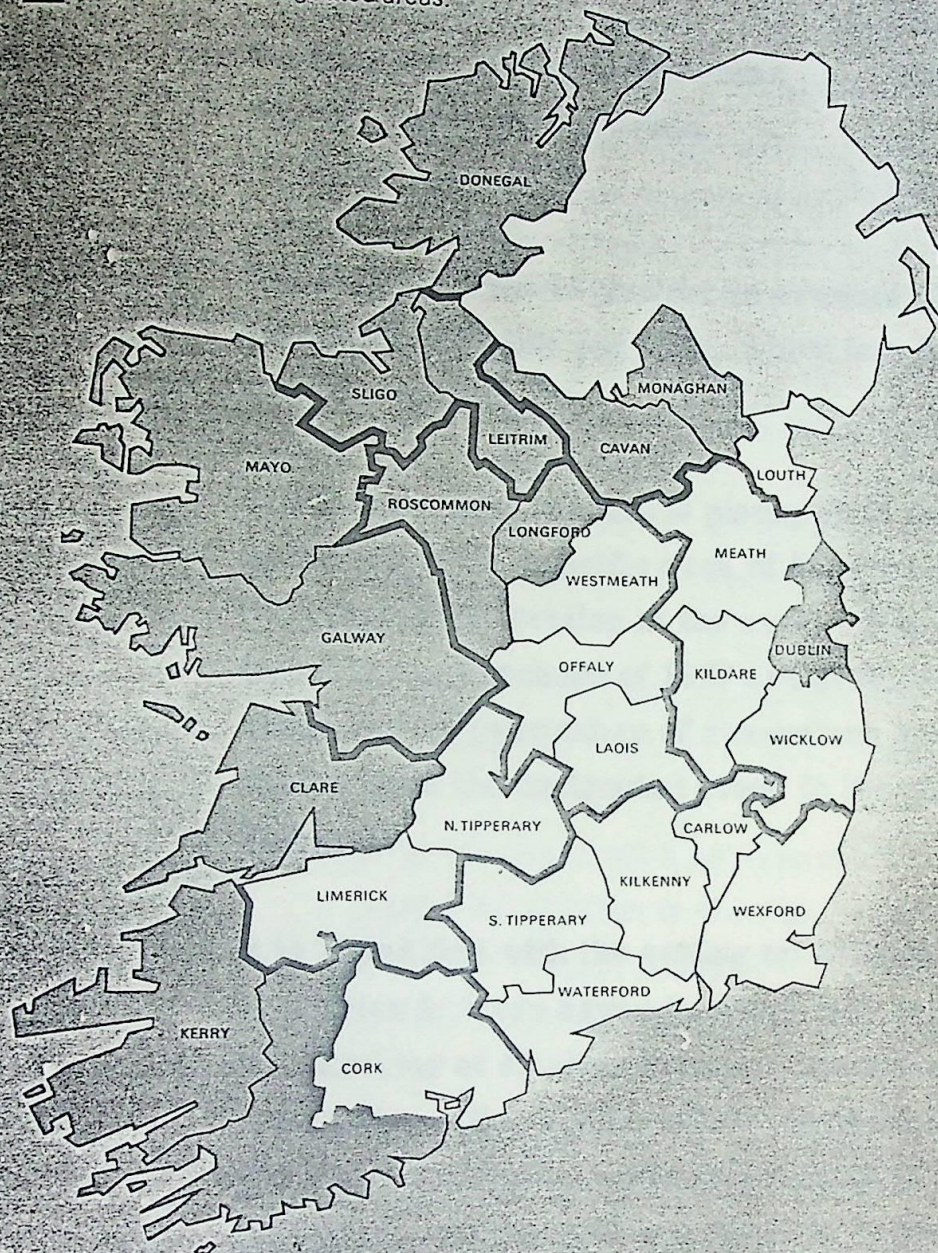 areas.
DONEGAL
MONAGHAN
SLIGO
LEITRIM
CAVAN
MAYO
LOUTH
ROSCOMMON
LONGFORD
MEATH
WESTMEATH
GALWAY
DUBLIN
OFFALY
KILDARE
WICKLOW
LAOIS
CLARE
N. TIPPERARY
CARLOW
KILKENNY
LIMERICK
WEXFORD
S. TIPPERARY
WATERFORD
KERRY
CORK